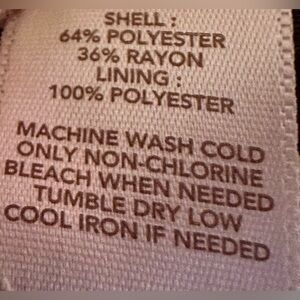 SHELL :
64% POLYESTER
36% RAYON
LINING :
100% POLYESTER
MACHINE WASH COLD
ONLY NON-CHLORINE
BLEACH WHEN NEEDED
TUMBLE DRY LOW
COOL IRON IF NEEDED